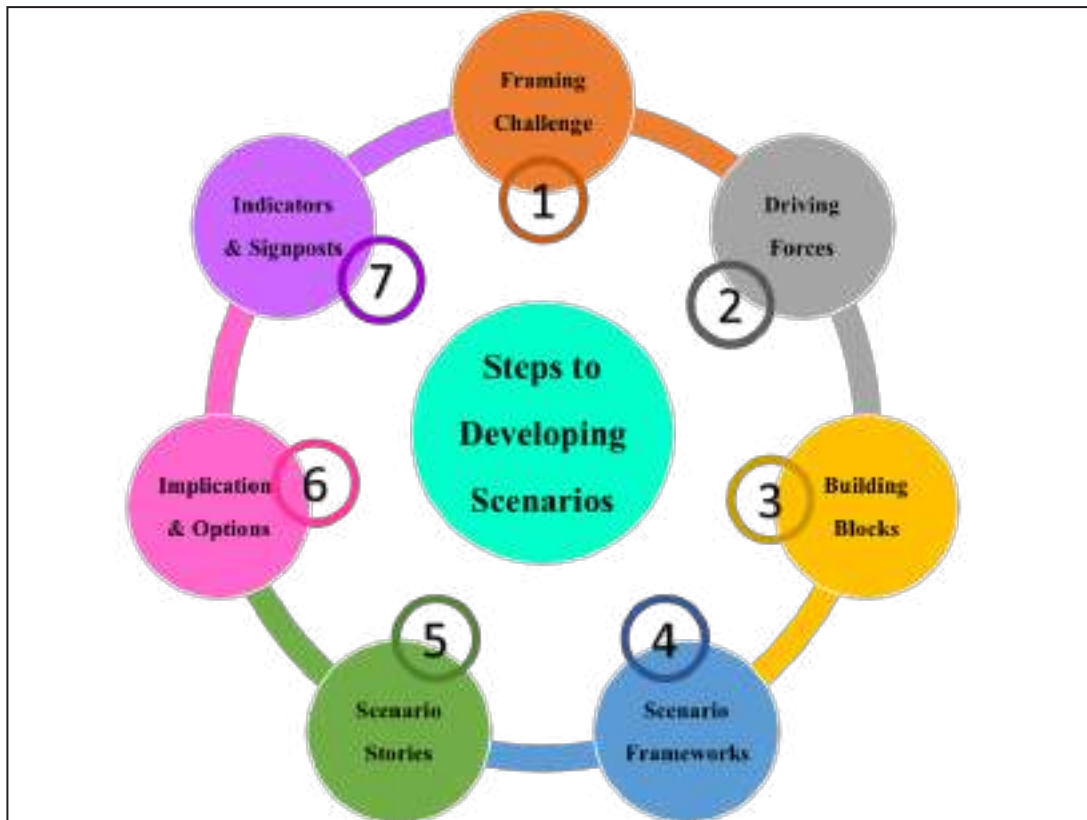 Framing
Challenge
1
Driving
Forces
2
Building
Blocks
3
Scenario
Frameworks
4
Scenario
Stories
5
Implication
& Options
6
Indicators
& Signposts
7
Steps to
Developing
Scenarios